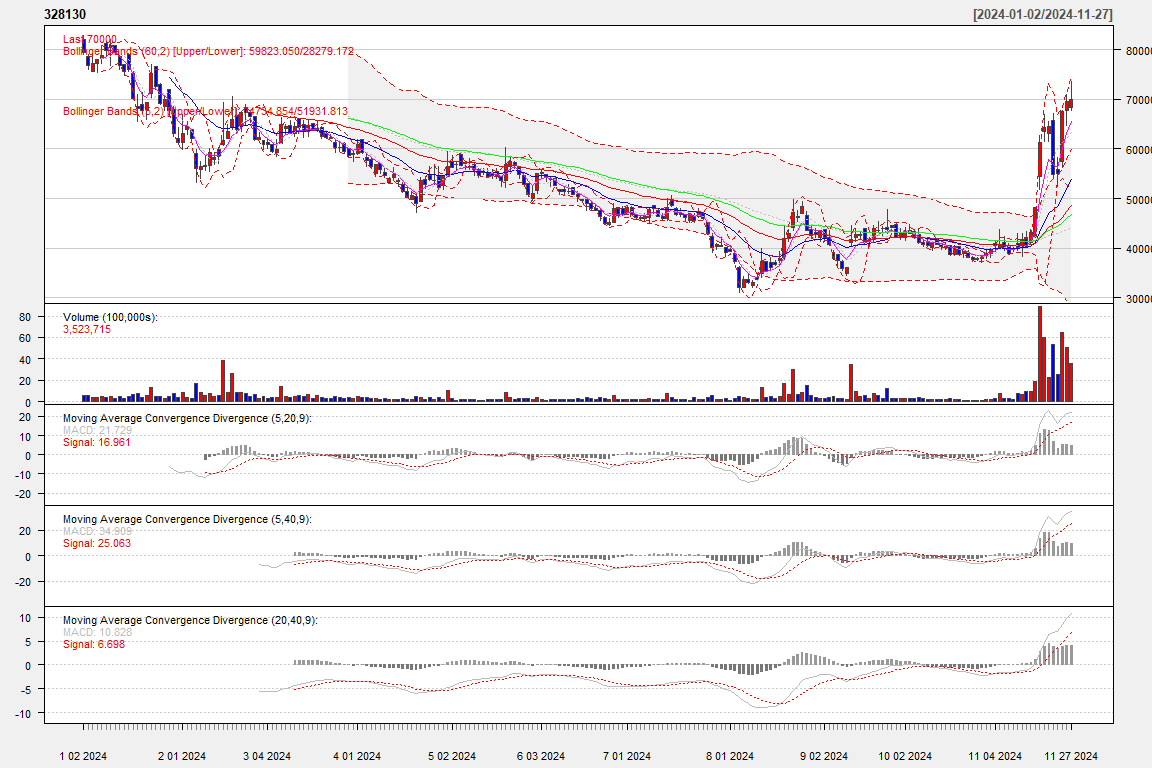 328130 [2024-01-02/2024-11-27]
Last 70000
Bollinger Bands (60,2) [Upper/Lower]: 59823.050/28279.172
Bollinger Bands (5,2) [Upper/Lower]: 74734.854/51931.813
80000
70000
60000
50000
40000
30000
Volume (100,000s):
3,523,715
80
60
40
20
0
Moving Average Convergence Divergence (5,20,9):
MACD: 21.729
Signal: 16.961
20
10
0
-10
-20
Moving Average Convergence Divergence (5,40,9):
MACD: 34.909
Signal: 25.063
20
0
-20
Moving Average Convergence Divergence (20,40,9):
MACD: 10.828
Signal: 6.698
10
5
0
-5
-10
1 02 2024 2 01 2024 3 04 2024 4 01 2024 5 02 2024 6 03 2024 7 01 2024 8 01 2024 9 02 2024 10 02 2024 11 04 2024 11 27 2024